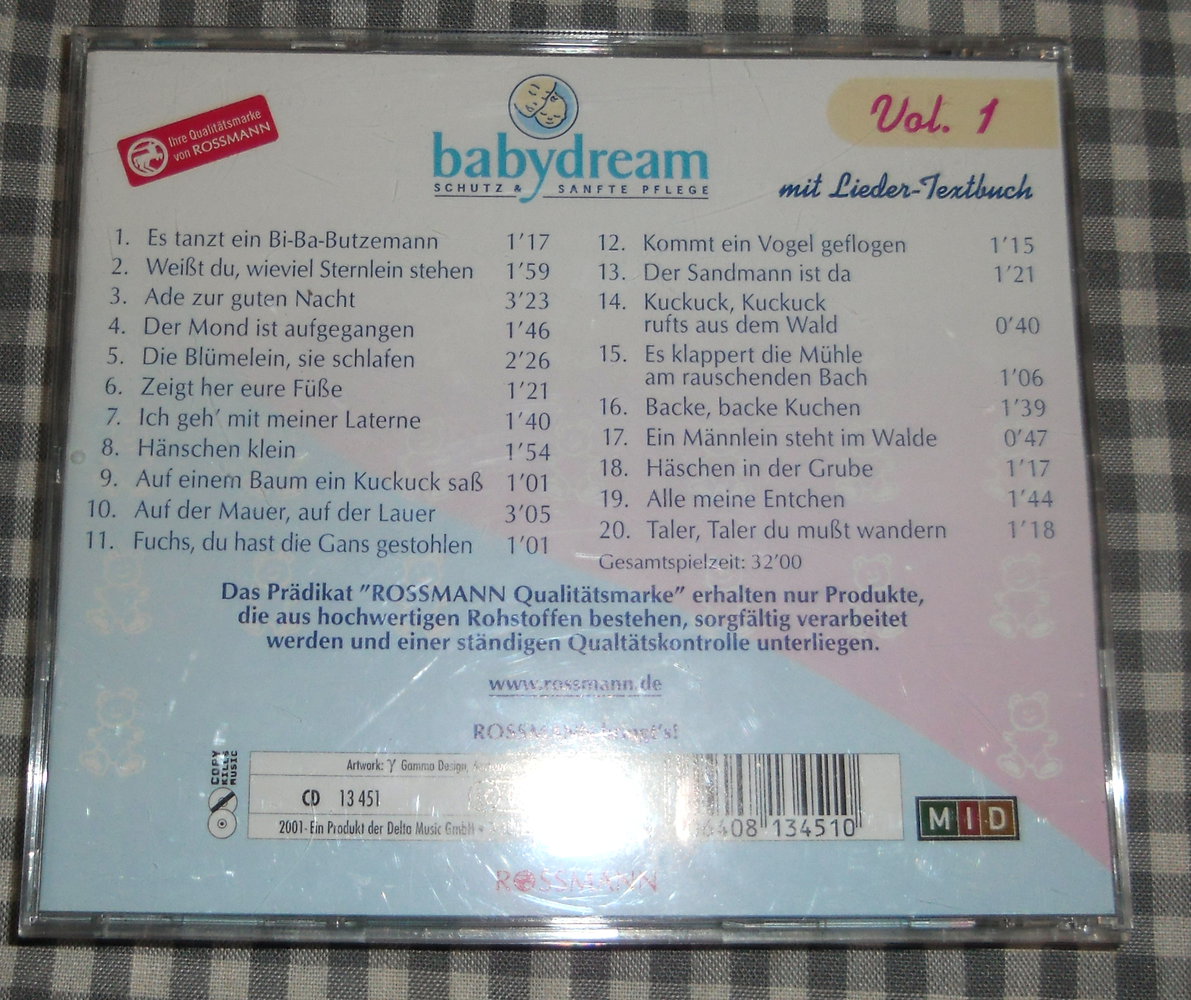 Ihre Qualitätsmarke
von ROSSMANN
babydream
SCHUTZ & SANFTE PFLEGE
Vol. 1
mit Lieder-Textbuch
1. Es tanzt ein Bi-Ba-Butzemann 1'17
2. Weißt du, wieviel Sternlein stehen 1'59
3. Ade zur guten Nacht 3'23
4. Der Mond ist aufgegangen 1'46
5. Die Blümelein, sie schlafen 2'26
6. Zeigt her eure Füße 1'21
7. Ich geh' mit meiner Laterne 1'40
8. Hänschen klein 1'54
9. Auf einem Baum ein Kuckuck saß 1'01
10. Auf der Mauer, auf der Lauer 3'05
11. Fuchs, du hast die Gans gestohlen 1'01
12. Kommt ein Vogel geflogen 1'15
13. Der Sandmann ist da 1'21
14. Kuckuck, Kuckuck
rufts aus dem Wald 0'40
15. Es klappert die Mühle
am rauschenden Bach 1'06
16. Backe, backe Kuchen 1'39
17. Ein Männlein steht im Walde 0'47
18. Häschen in der Grube 1'17
19. Alle meine Entchen 1'44
20. Taler, Taler du mußt wandern 1'18
Gesamtspielzeit: 32'00
Das Prädikat "ROSSMANN Qualitätsmarke" erhalten nur Produkte,
die aus hochwertigen Rohstoffen bestehen, sorgfältig verarbeitet
werden und einer ständigen Qualtätskontrolle unterliegen.
www.rossmann.de
ROSSMANN
COPY
KILLS
MUSIC
Artwork: γ Gamma Design,
CD 13 451
2001 · Ein Produkt der Delta Music GmbH •
408 134510
MID
ROSSMANN